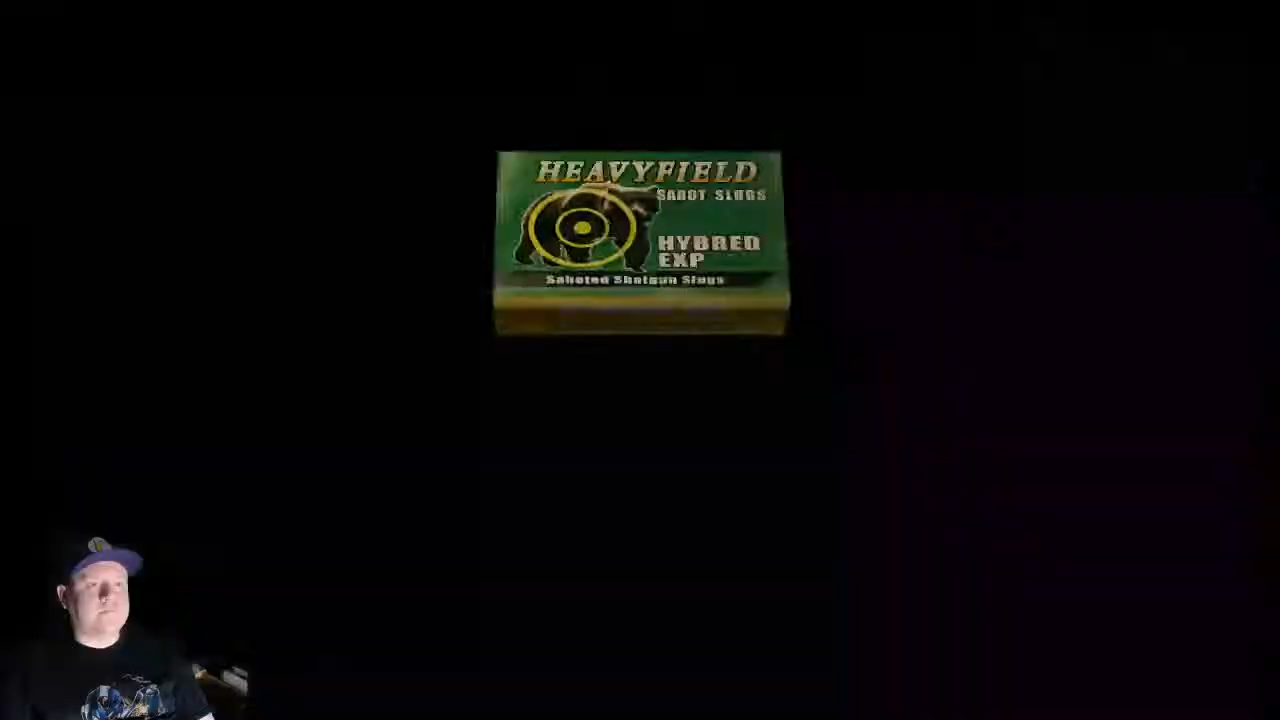 HEAVYFIELD
SABOT SLUGS
HYBRED
EXP
Saboted Shotgun Slugs